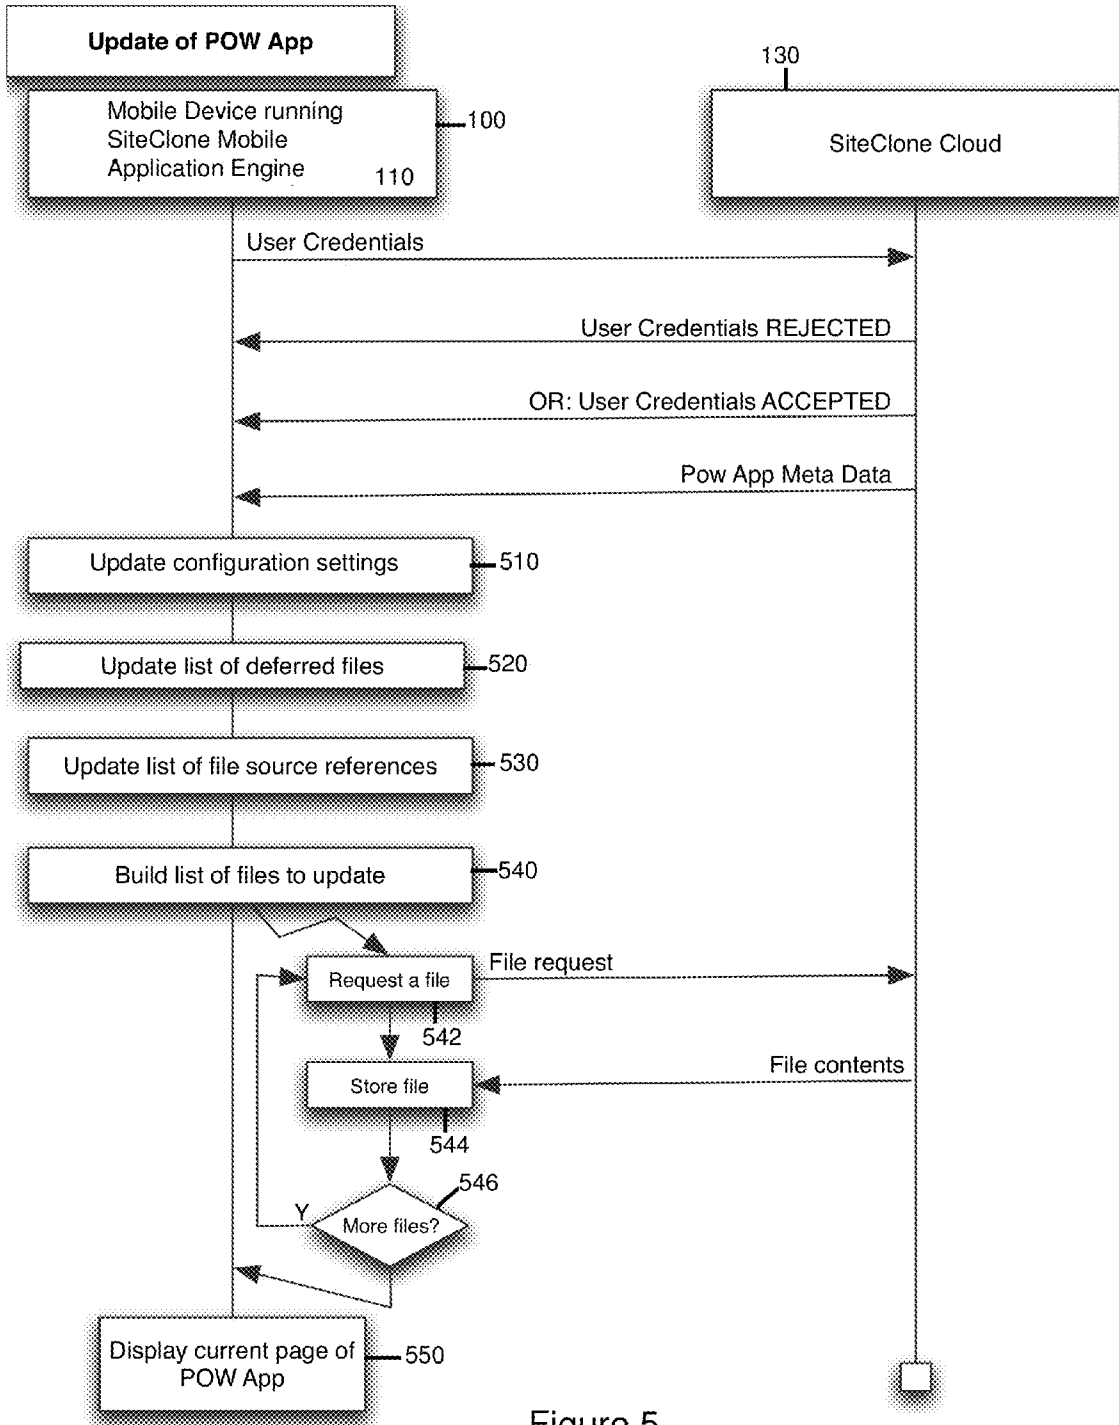 Update of POW App
130
Mobile Device running
SiteClone Mobile
Application Engine
110
100
SiteClone Cloud
User Credentials
User Credentials REJECTED
OR: User Credentials ACCEPTED
Pow App Meta Data
Update configuration settings
510
Update list of deferred files
520
Update list of file source references
530
Build list of files to update
540
Request a file
File request
542
File contents
Store file
544
546
Y
More files?
Display current page of
POW App
550
Figure 5